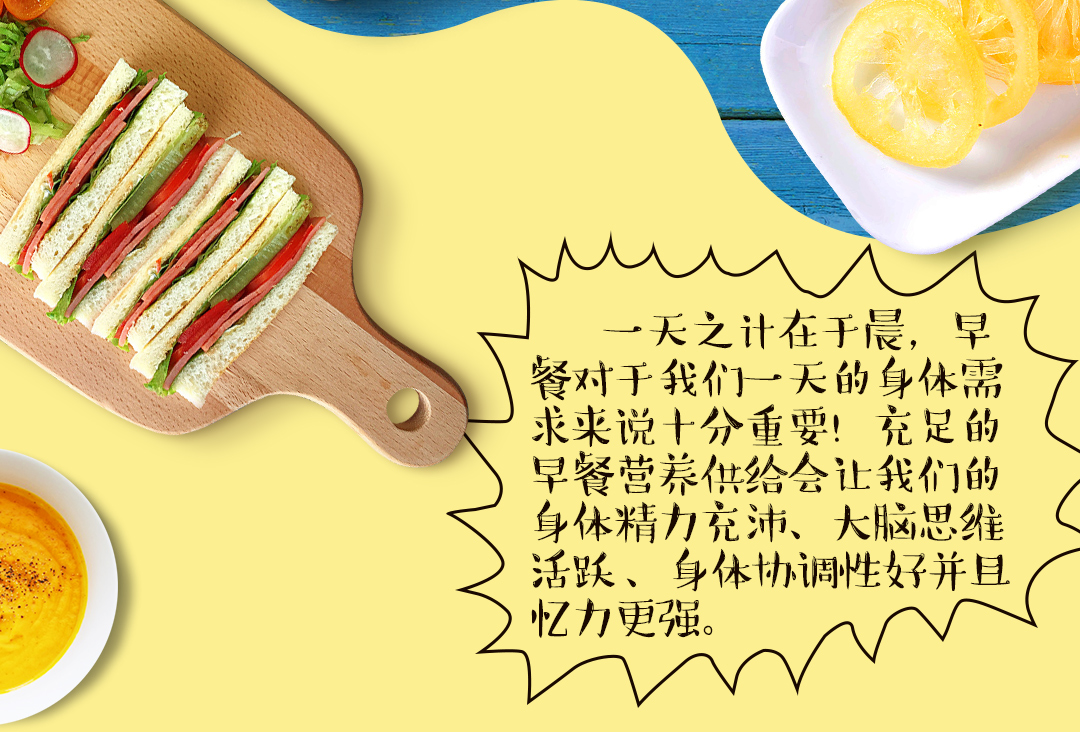 一天之计在于晨，早
餐对于我们一天的身体需
求来说十分重要！充足的
早餐营养供给会让我们的
身体精力充沛、大脑思维
活跃、身体协调性好并且
忆力更强。